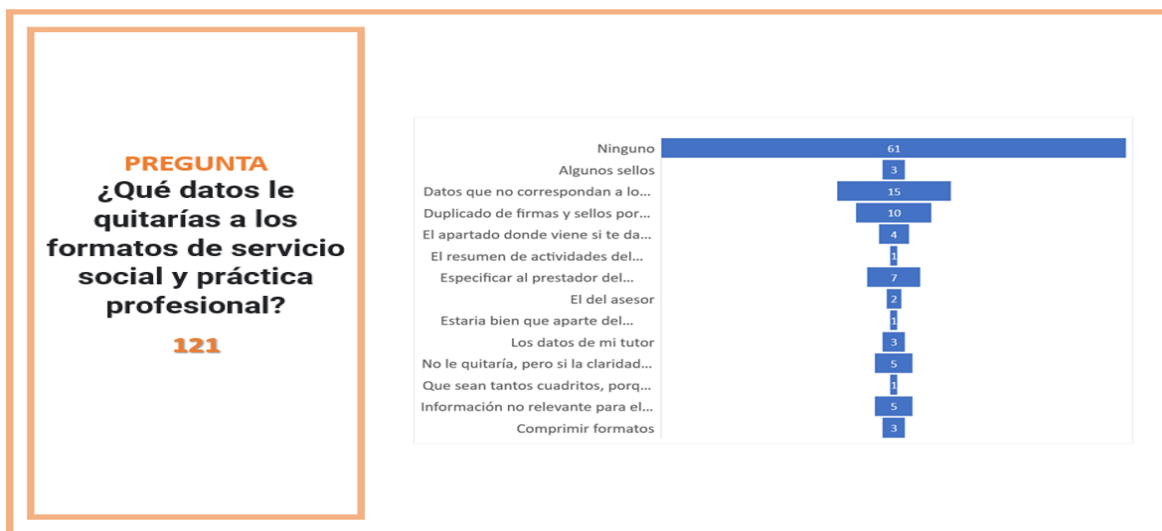 PREGUNTA
¿Qué datos le
quitarías a los
formatos de servicio
social y práctica
profesional?
121
Ninguno 61
Algunos sellos 3
Datos que no correspondan a lo... 15
Duplicado de firmas y sellos por... 10
El apartado donde viene si te da... 4
El resumen de actividades del... 1
Especificar al prestador del... 7
El del asesor 2
Estaria bien que aparte del... 1
Los datos de mi tutor 3
No le quitaría, pero si la claridad... 5
Que sean tantos cuadritos, porq... 1
Información no relevante para el... 5
Comprimir formatos 3